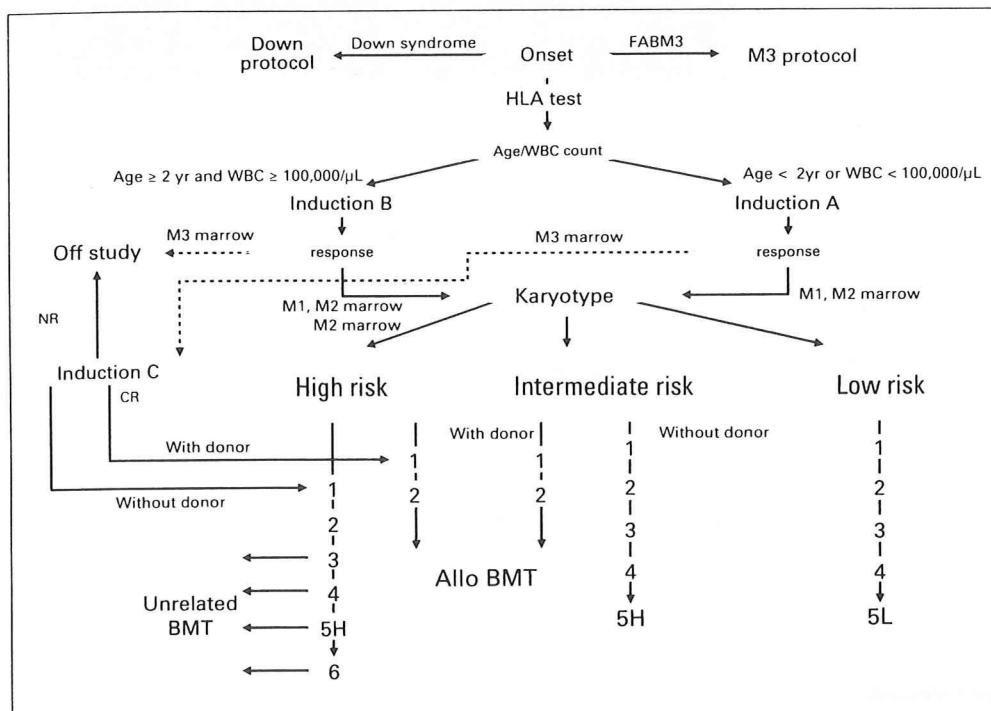 Down protocol
Down syndrome
Onset
FABM3
M3 protocol
HLA test
Age/WBC count
Age ≥ 2 yr and WBC ≥ 100,000/µL
Age < 2yr or WBC < 100,000/µL
Induction B
Induction A
Off study
M3 marrow
response
M3 marrow
response
M1, M2 marrow
M2 marrow
Karyotype
M1, M2 marrow
NR
Induction C
CR
High risk
Intermediate risk
Low risk
With donor
With donor
Without donor
Without donor
1
2
3
4
5H
6
1
2
1
2
Allo BMT
1
2
3
4
5H
1
2
3
4
5L
Unrelated
BMT